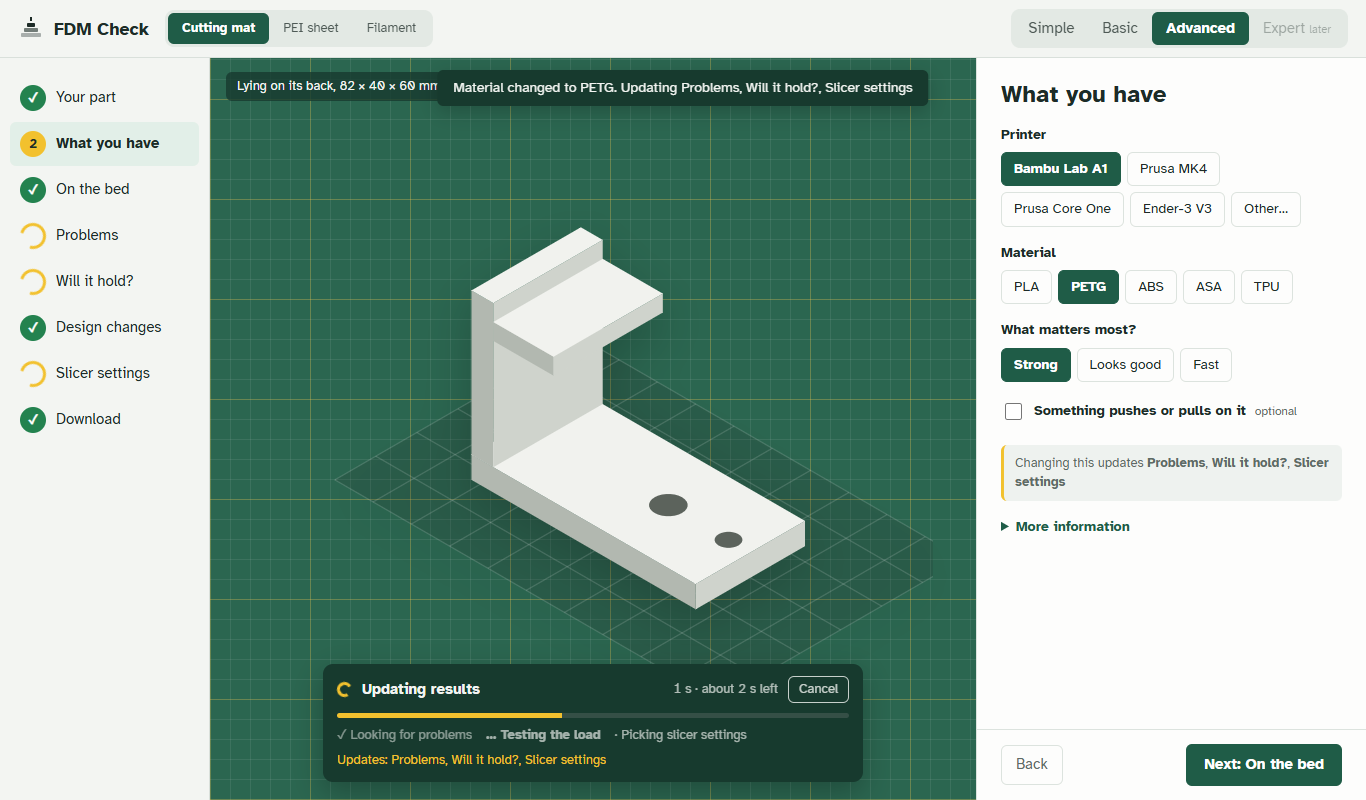 FDM Check
Cutting mat
PEI sheet
Filament
Simple
Basic
Advanced
Expert later
Your part
2 What you have
On the bed
Problems
Will it hold?
Design changes
Slicer settings
Download
Lying on its back, 82 × 40 × 60 mm
Material changed to PETG. Updating Problems, Will it hold?, Slicer settings
Updating results
1 s · about 2 s left
Cancel
✓ Looking for problems
… Testing the load
· Picking slicer settings
Updates: Problems, Will it hold?, Slicer settings
What you have
Printer
Bambu Lab A1
Prusa MK4
Prusa Core One
Ender-3 V3
Other...
Material
PLA
PETG
ABS
ASA
TPU
What matters most?
Strong
Looks good
Fast
Something pushes or pulls on it optional
Changing this updates Problems, Will it hold?, Slicer
settings
More information
Back
Next: On the bed